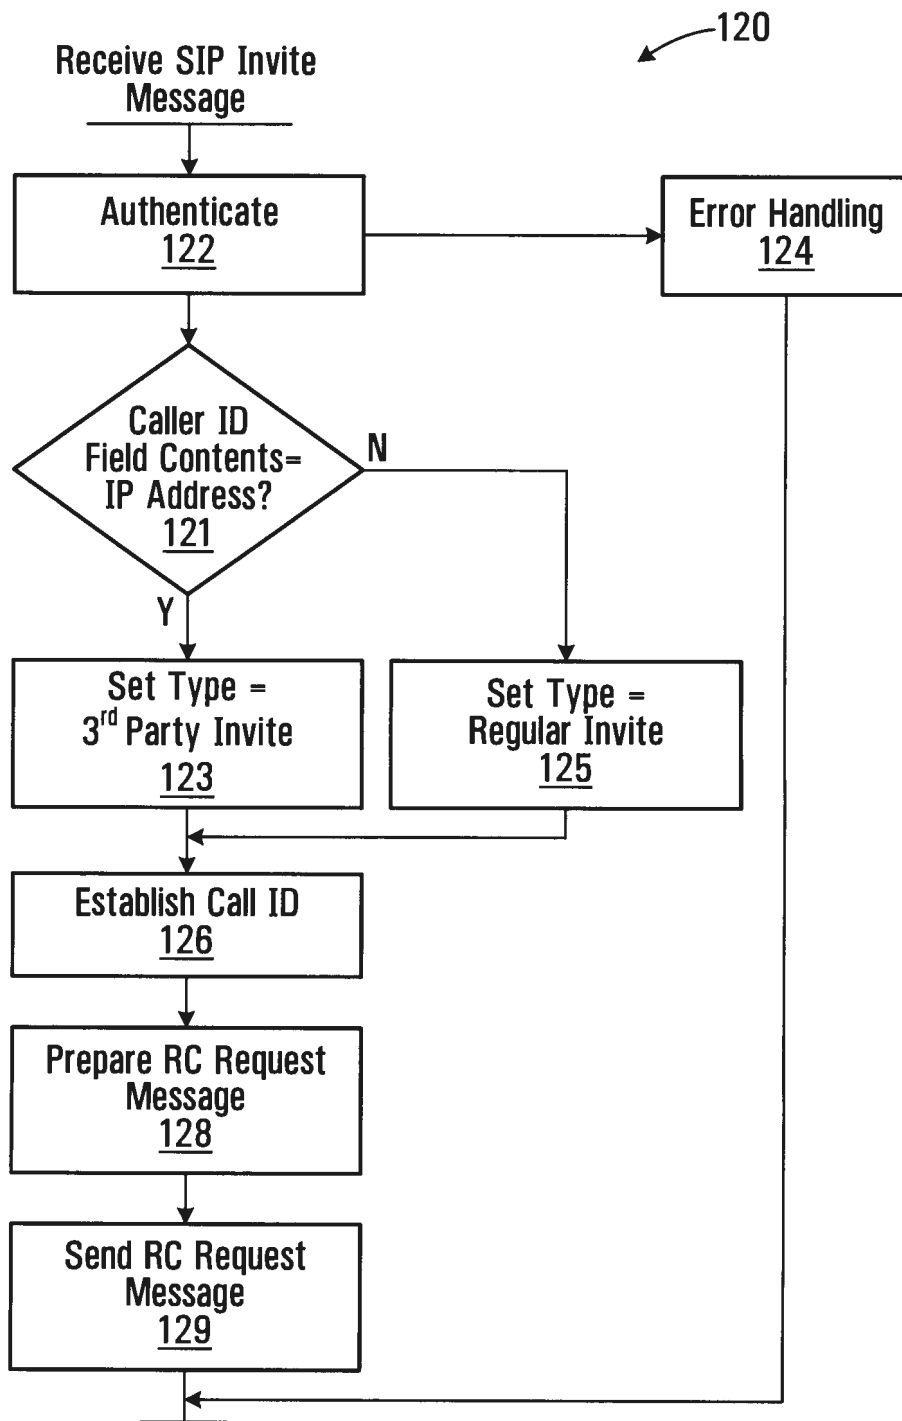 120
Receive SIP Invite
Message
Authenticate
122
Error Handling
124
Caller ID
Field Contents=
IP Address?
121
N
Y
Set Type =
3rd Party Invite
123
Set Type =
Regular Invite
125
Establish Call ID
126
Prepare RC Request
Message
128
Send RC Request
Message
129